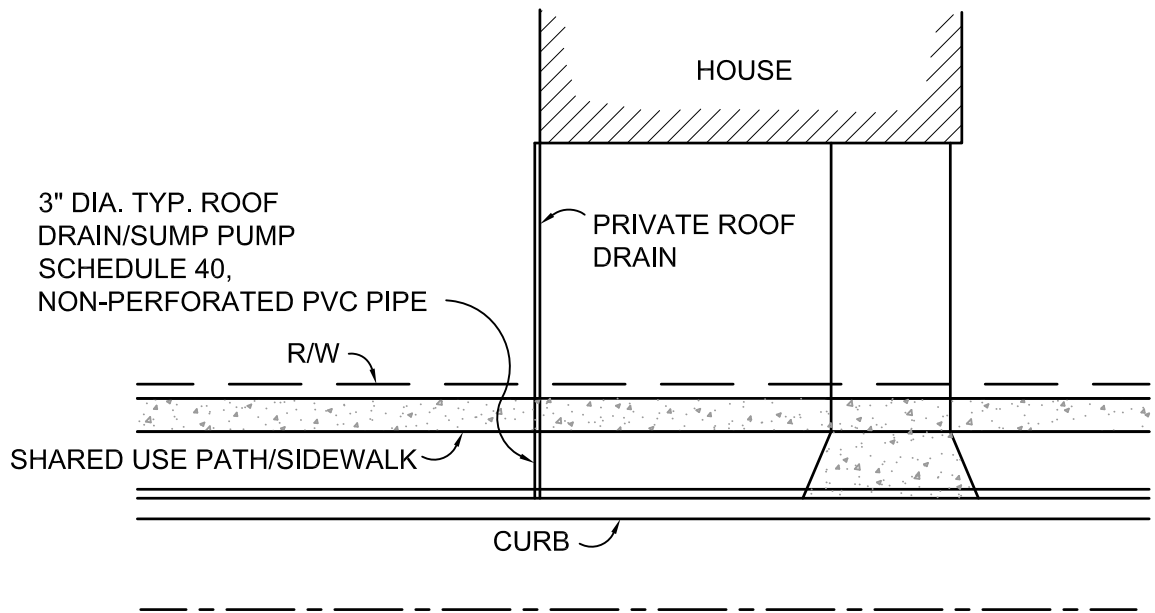 HOUSE
3" DIA. TYP. ROOF
DRAIN/SUMP PUMP
SCHEDULE 40,
NON-PERFORATED PVC PIPE
PRIVATE ROOF
DRAIN
R/W
SHARED USE PATH/SIDEWALK
CURB